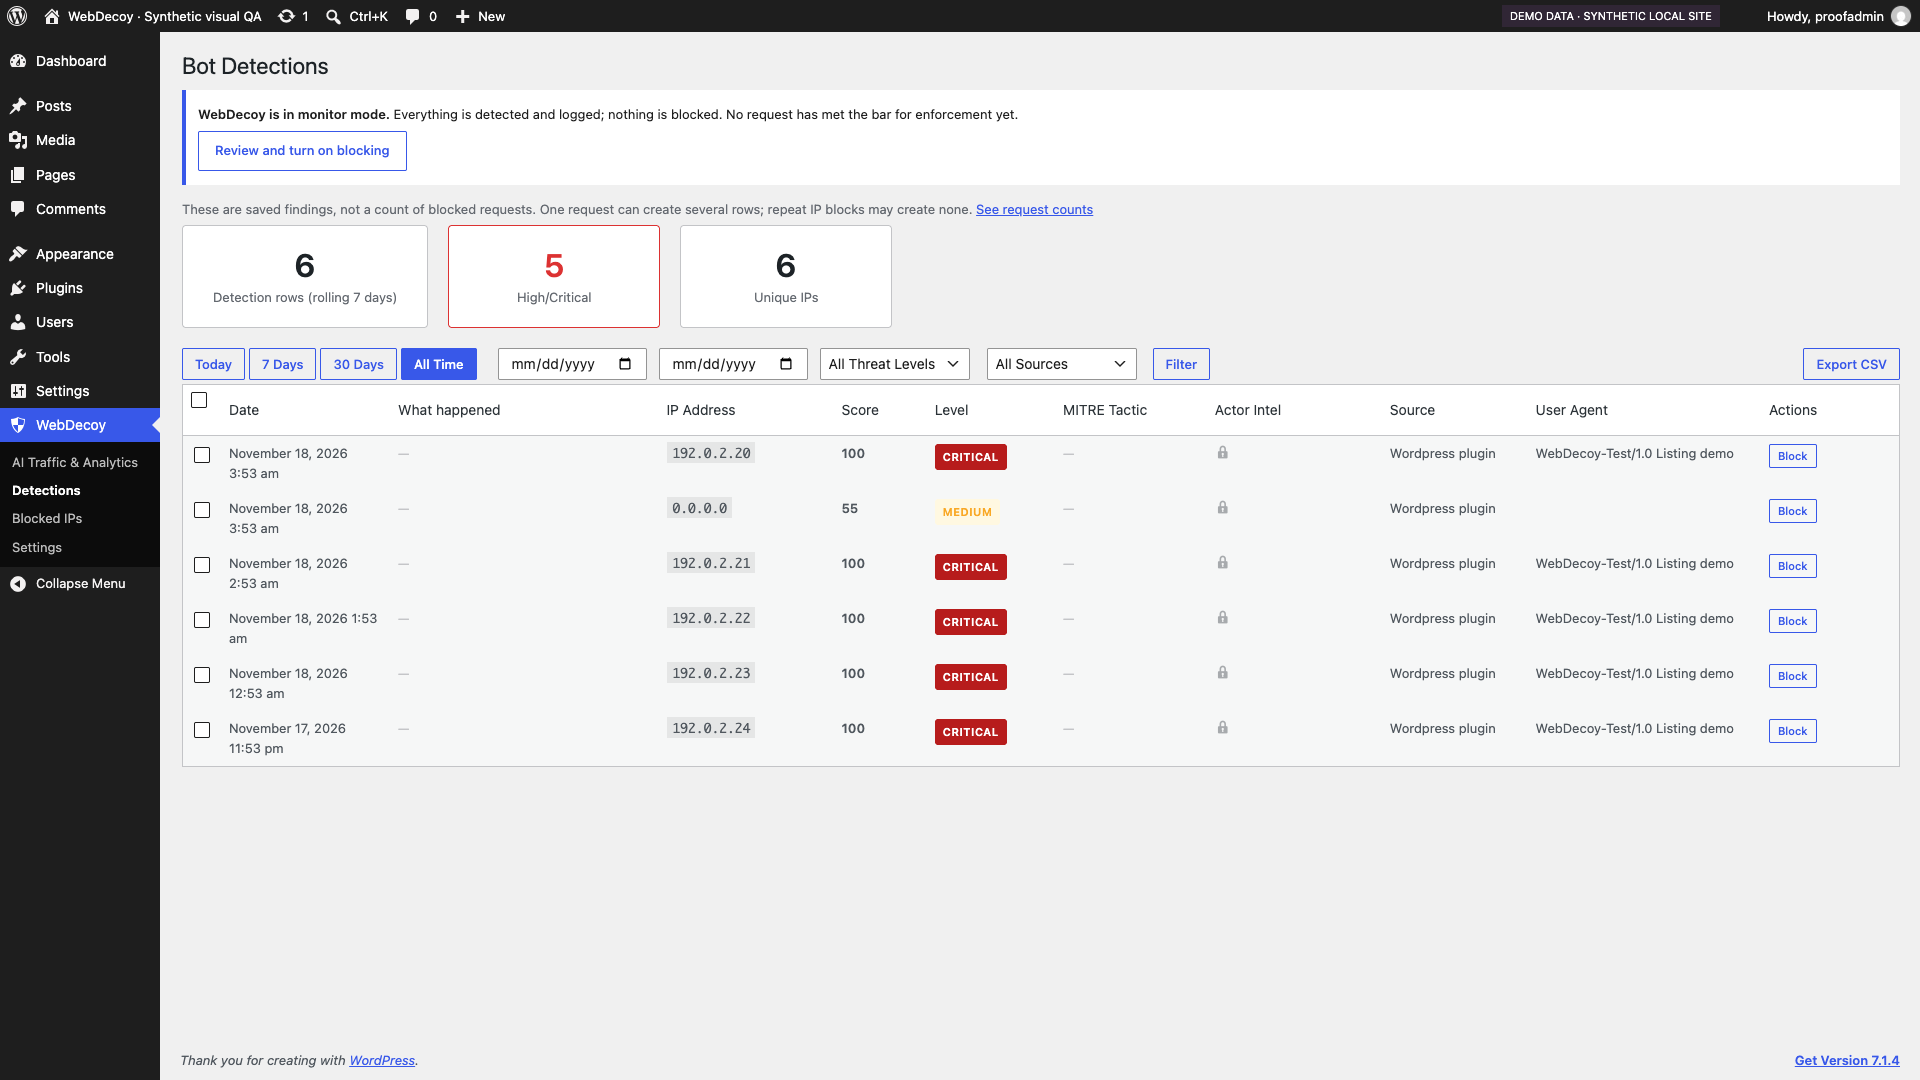 WebDecoy · Synthetic visual QA 1 Ctrl+K 0 New DEMO DATA · SYNTHETIC LOCAL SITE Howdy, proofadmin
Dashboard
Posts
Media
Pages
Comments
Appearance
Plugins
Users
Tools
Settings
WebDecoy
AI Traffic & Analytics
Detections
Blocked IPs
Settings
Collapse Menu
Bot Detections
WebDecoy is in monitor mode. Everything is detected and logged; nothing is blocked. No request has met the bar for enforcement yet.
Review and turn on blocking
These are saved findings, not a count of blocked requests. One request can create several rows; repeat IP blocks may create none. See request counts
6 5 6
Detection rows (rolling 7 days) High/Critical Unique IPs
Today 7 Days 30 Days All Time mm/dd/yyyy mm/dd/yyyy All Threat Levels All Sources Filter Export CSV
Date What happened IP Address Score Level MITRE Tactic Actor Intel Source User Agent Actions
November 18, 2026 — 192.0.2.20 100 CRITICAL — Wordpress plugin WebDecoy-Test/1.0 Listing demo Block
3:53 am
November 18, 2026 — 0.0.0.0 55 MEDIUM — Wordpress plugin Block
3:53 am
November 18, 2026 — 192.0.2.21 100 CRITICAL — Wordpress plugin WebDecoy-Test/1.0 Listing demo Block
2:53 am
November 18, 2026 1:53 — 192.0.2.22 100 CRITICAL — Wordpress plugin WebDecoy-Test/1.0 Listing demo Block
am
November 18, 2026 — 192.0.2.23 100 CRITICAL — Wordpress plugin WebDecoy-Test/1.0 Listing demo Block
12:53 am
November 17, 2026 — 192.0.2.24 100 CRITICAL — Wordpress plugin WebDecoy-Test/1.0 Listing demo Block
11:53 pm
Thank you for creating with WordPress. Get Version 7.1.4